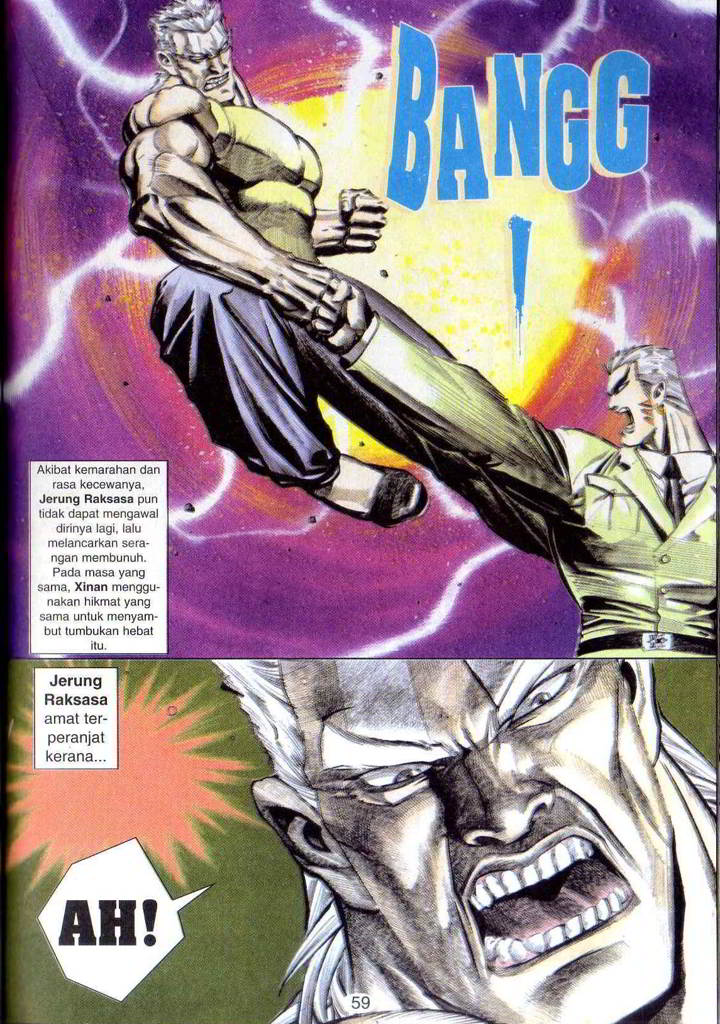 BANGG
!
Akibat kemarahan dan
rasa kecewanya,
Jerung Raksasa pun
tidak dapat mengawal
dirinya lagi, lalu
melancarkan sera-
ngan membunuh.
Pada masa yang
sama, Xinan menggu-
nakan hikmat yang
sama untuk menyam-
but tumbukan hebat
itu.
Jerung
Raksasa
amat ter-
peranjat
kerana...
AH!
59